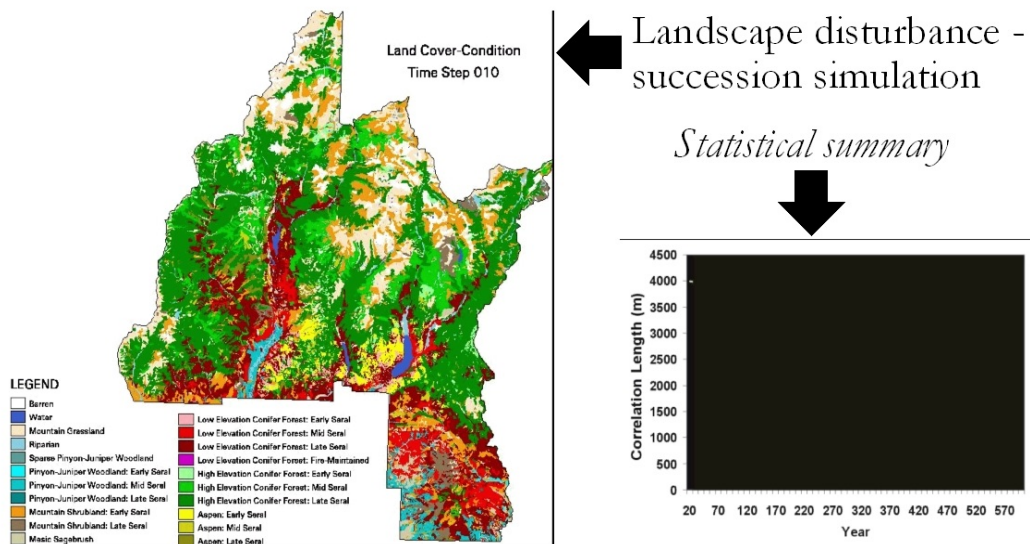 Land Cover-Condition
Time Step 010
Landscape disturbance -
succession simulation
Statistical summary
LEGEND
Barren
Water
Mountain Grassland
Riparian
Sparse Pinyon-Juniper Woodland
Pinyon-Juniper Woodland: Early Seral
Pinyon-Juniper Woodland: Mid Seral
Pinyon-Juniper Woodland: Late Seral
Mountain Shrubland: Early Seral
Mountain Shrubland: Late Seral
Mesic Sagebrush
Low Elevation Conifer Forest: Early Seral
Low Elevation Conifer Forest: Mid Seral
Low Elevation Conifer Forest: Late Seral
Low Elevation Conifer Forest: Fire-Maintained
High Elevation Conifer Forest: Early Seral
High Elevation Conifer Forest: Mid Seral
High Elevation Conifer Forest: Late Seral
Aspen: Early Seral
Aspen: Mid Seral
Aspen: Late Seral
Correlation Length (m)
4500
4000
3500
3000
2500
2000
1500
1000
500
0
20 70 120 170 220 270 320 370 420 470 520 570
Year